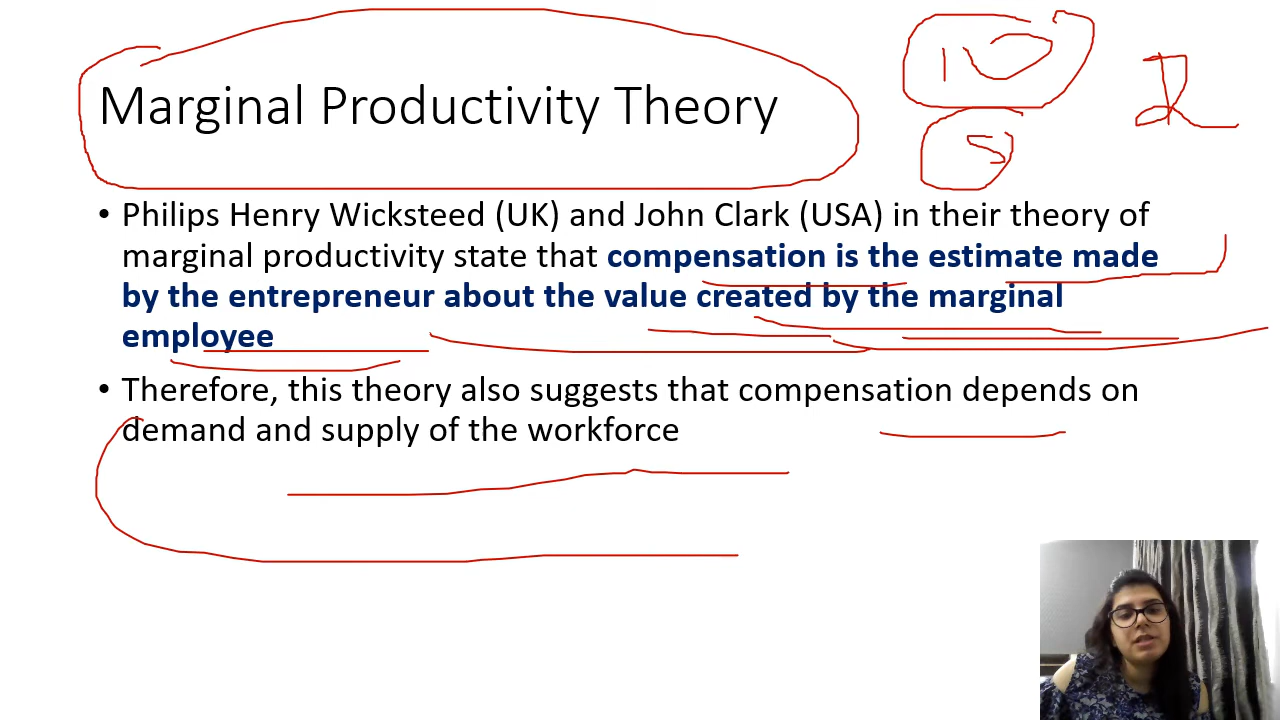 Marginal Productivity Theory
10
5
• Philips Henry Wicksteed (UK) and John Clark (USA) in their theory of
marginal productivity state that compensation is the estimate made
by the entrepreneur about the value created by the marginal
employee
• Therefore, this theory also suggests that compensation depends on
demand and supply of the workforce